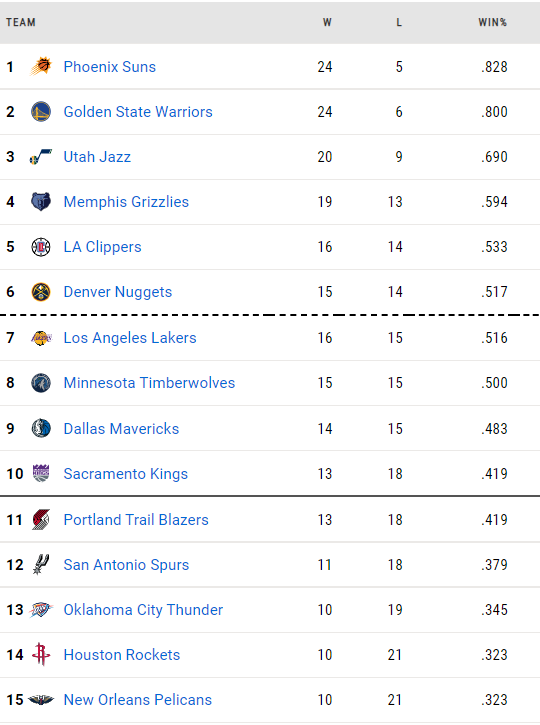 TEAM W L WIN%
1 Phoenix Suns 24 5 .828
2 Golden State Warriors 24 6 .800
3 Utah Jazz 20 9 .690
4 Memphis Grizzlies 19 13 .594
5 LA Clippers 16 14 .533
6 Denver Nuggets 15 14 .517
7 Los Angeles Lakers 16 15 .516
8 Minnesota Timberwolves 15 15 .500
9 Dallas Mavericks 14 15 .483
10 Sacramento Kings 13 18 .419
11 Portland Trail Blazers 13 18 .419
12 San Antonio Spurs 11 18 .379
13 Oklahoma City Thunder 10 19 .345
14 Houston Rockets 10 21 .323
15 New Orleans Pelicans 10 21 .323